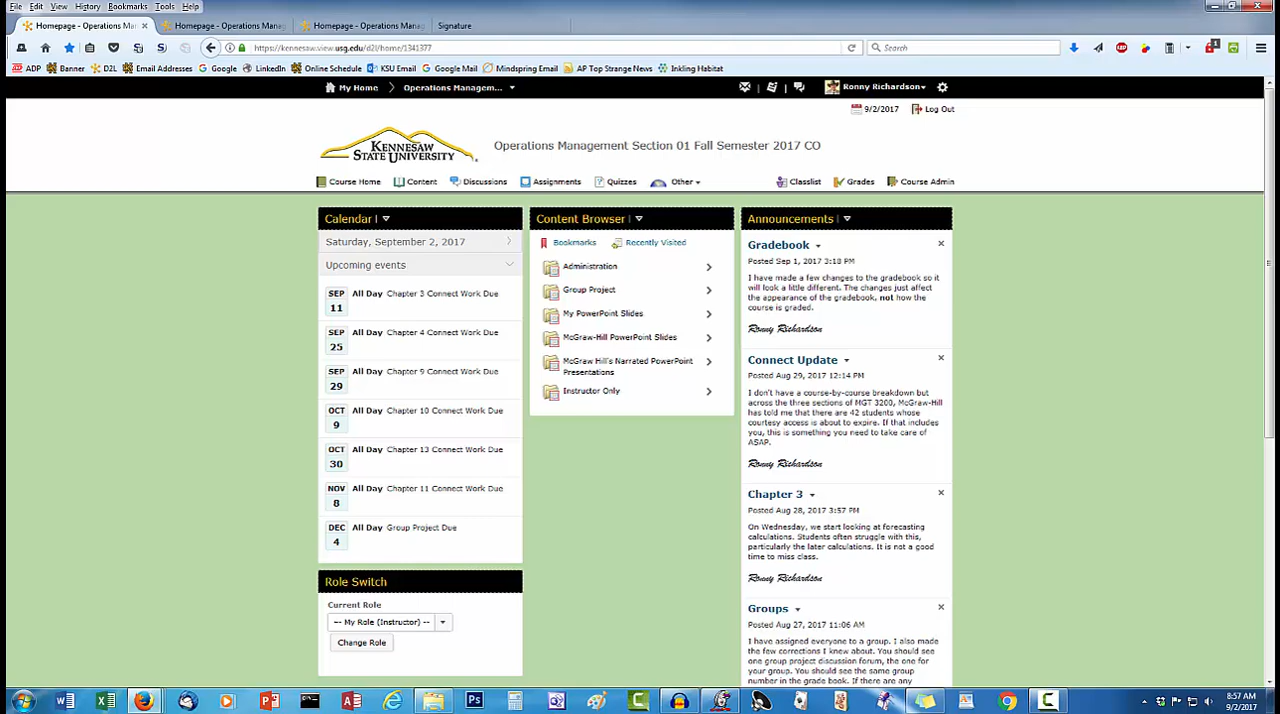 File Edit View History Bookmarks Tools Help
Homepage - Operations Mana × Homepage - Operations Manag Homepage - Operations Manag Signature
https://kennesaw.view.usg.edu/d2l/home/1341377 Search
ADP Banner D2L Email Addresses Google LinkedIn Online Schedule KSU Email Google Mail Mindspring Email AP Top Strange News Inkling Habitat
My Home Operations Managem... Ronny Richardson
9/2/2017 Log Out
KENNESAW
STATE UNIVERSITY
Operations Management Section 01 Fall Semester 2017 CO
Course Home Content Discussions Assignments Quizzes Other Classlist Grades Course Admin
Calendar
Saturday, September 2, 2017
Upcoming events
SEP
11
All Day Chapter 3 Connect Work Due
SEP
25
All Day Chapter 4 Connect Work Due
SEP
29
All Day Chapter 9 Connect Work Due
OCT
9
All Day Chapter 10 Connect Work Due
OCT
30
All Day Chapter 13 Connect Work Due
NOV
8
All Day Chapter 11 Connect Work Due
DEC
4
All Day Group Project Due
Role Switch
Current Role
-- My Role (Instructor) --
Change Role
Content Browser
Bookmarks Recently Visited
Administration
Group Project
My PowerPoint Slides
McGraw-Hill PowerPoint Slides
McGraw Hill's Narrated PowerPoint
Presentations
Instructor Only
Announcements
Gradebook
Posted Sep 1, 2017 3:18 PM
I have made a few changes to the gradebook so it
will look a little different. The changes just affect
the appearance of the gradebook, not how the
course is graded.
Ronny Richardson
Connect Update
Posted Aug 29, 2017 12:14 PM
I don't have a course-by-course breakdown but
across the three sections of MGT 3200, McGraw-Hill
has told me that there are 42 students whose
courtesy access is about to expire. If that includes
you, this is something you need to take care of
ASAP.
Ronny Richardson
Chapter 3
Posted Aug 28, 2017 3:57 PM
On Wednesday, we start looking at forecasting
calculations. Students often struggle with this,
particularly the later calculations. It is not a good
time to miss class.
Ronny Richardson
Groups
Posted Aug 27, 2017 11:06 AM
I have assigned everyone to a group. I also made
the few corrections I knew about. You should see
one group project discussion forum, the one for
your group. You should see the same group
number in the grade book. If there are any
8:57 AM
9/2/2017